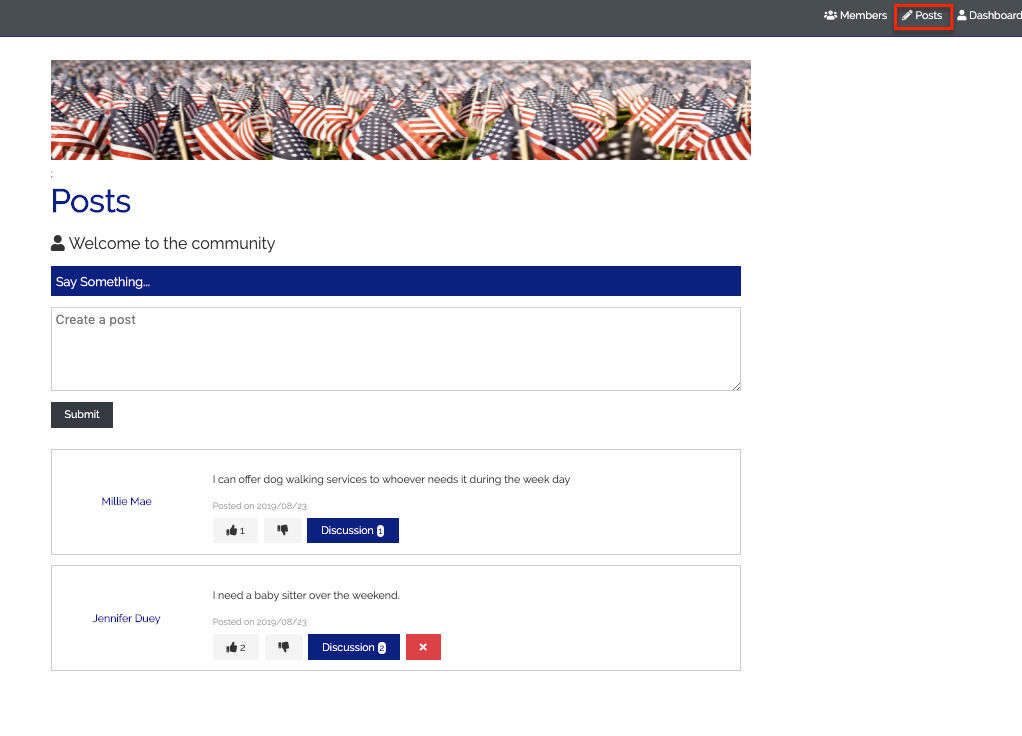 Members Posts Dashboard
;
Posts
Welcome to the community
Say Something...
Create a post
Submit
Millie Mae
I can offer dog walking services to whoever needs it during the week day
Posted on 2019/08/23
1 Discussion 1
Jennifer Duey
I need a baby sitter over the weekend.
Posted on 2019/08/23
2 Discussion 2